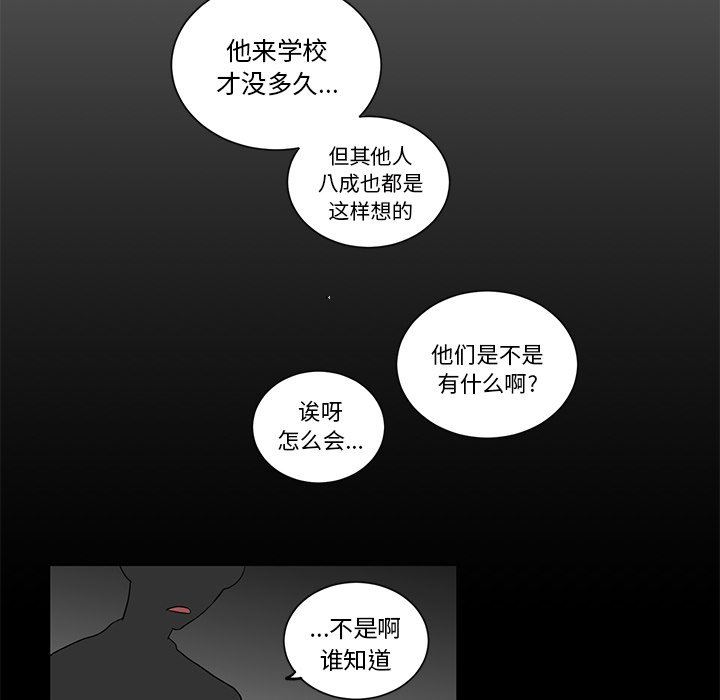 他来学校
才没多久...
但其他人
八成也都是
这样想的
他们是不是
有什么啊?
诶呀
怎么会...
...不是啊
谁知道